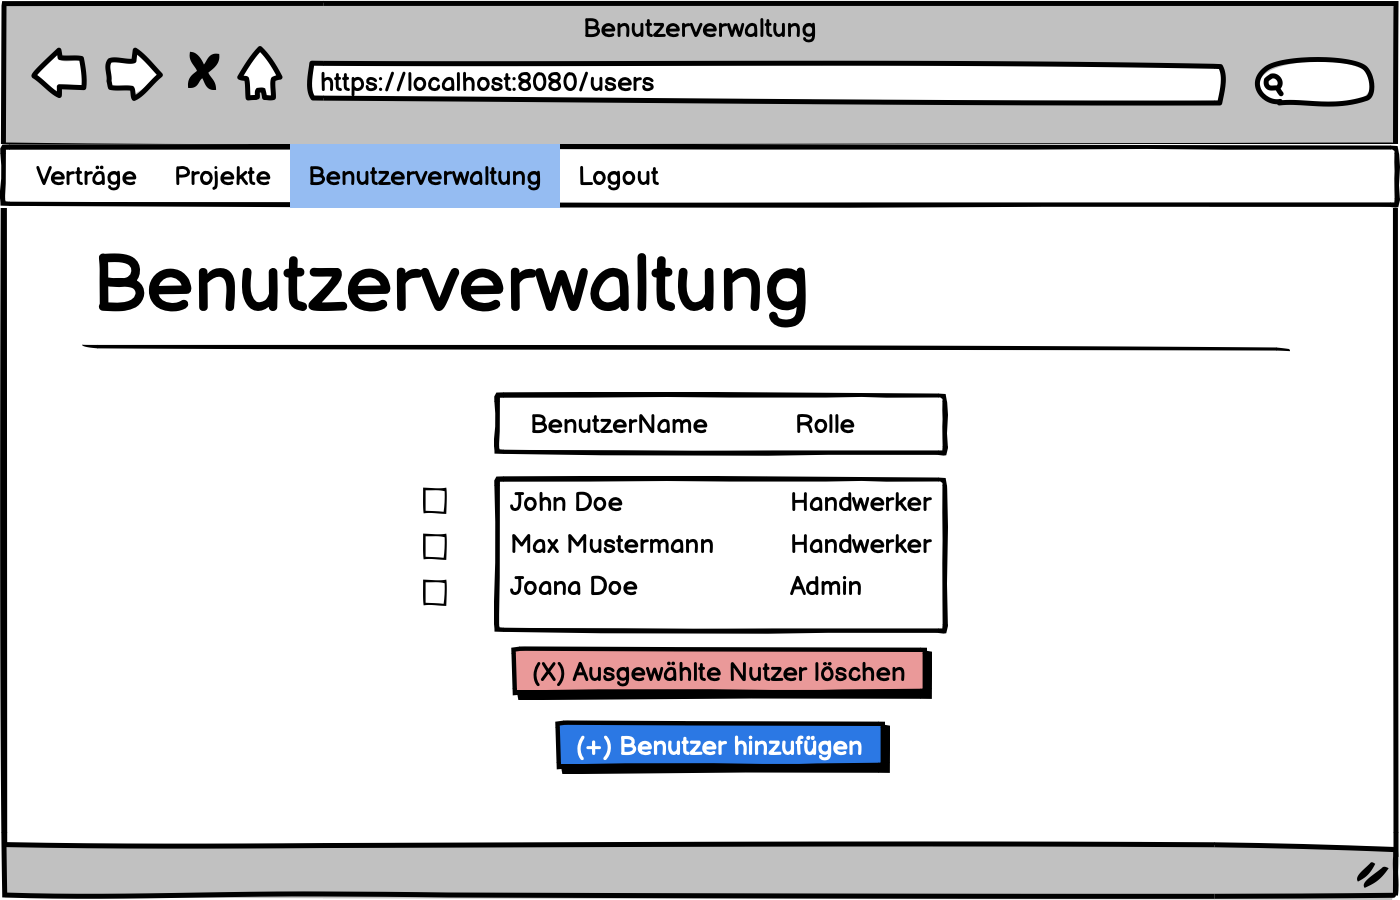 Benutzerverwaltung
https://localhost:8080/users
Verträge Projekte Benutzerverwaltung Logout
Benutzerverwaltung
BenutzerName Rolle
John Doe Handwerker
Max Mustermann Handwerker
Joana Doe Admin
(X) Ausgewählte Nutzer löschen
(+) Benutzer hinzufügen